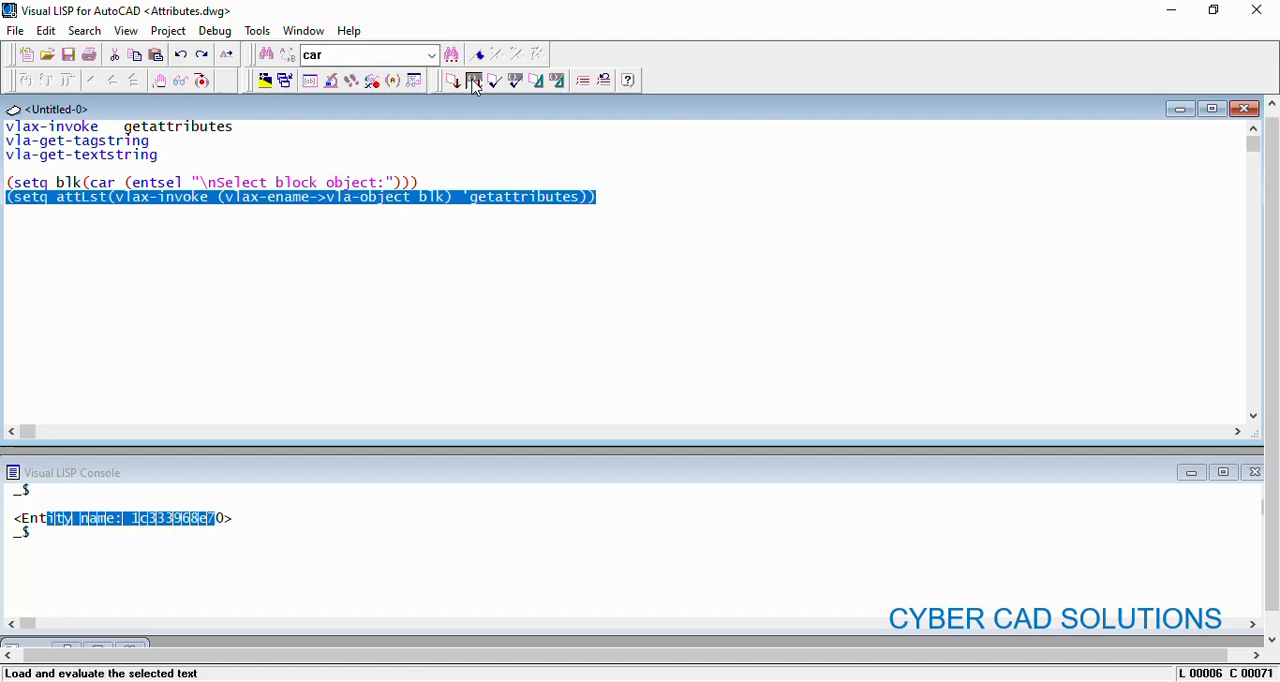 Visual LISP for AutoCAD <Attributes.dwg>
File Edit Search View Project Debug Tools Window Help
car
<Untitled-0>
vlax-invoke getattributes
vla-get-tagstring
vla-get-textstring
(setq blk(car (entsel "\nSelect block object:")))
(setq attLst(vlax-invoke (vlax-ename->vla-object blk) 'getattributes))
Visual LISP Console
_$
<Entity name: 1c333968e70>
_$
CYBER CAD SOLUTIONS
Load and evaluate the selected text
L 00006 C 00071